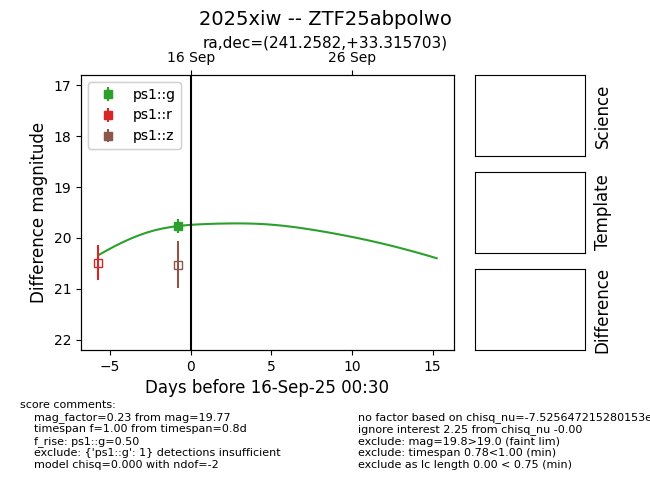 2025xiw -- ZTF25abpolwo
ra,dec=(241.2582,+33.315703)
16 Sep
26 Sep
ps1::g
ps1::r
ps1::z
17
18
19
20
21
22
Difference magnitude
−5
0
5
10
15
Days before 16-Sep-25 00:30
Science
Template
Difference
score comments:
mag_factor=0.23 from mag=19.77
timespan f=1.00 from timespan=0.8d
f_rise: ps1::g=0.50
exclude: {'ps1::g': 1} detections insufficient
model chisq=0.000 with ndof=-2
no factor based on chisq_nu=-7.525647215280153e
ignore interest 2.25 from chisq_nu -0.00
exclude: mag=19.8>19.0 (faint lim)
exclude: timespan 0.78<1.00 (min)
exclude as lc length 0.00 < 0.75 (min)